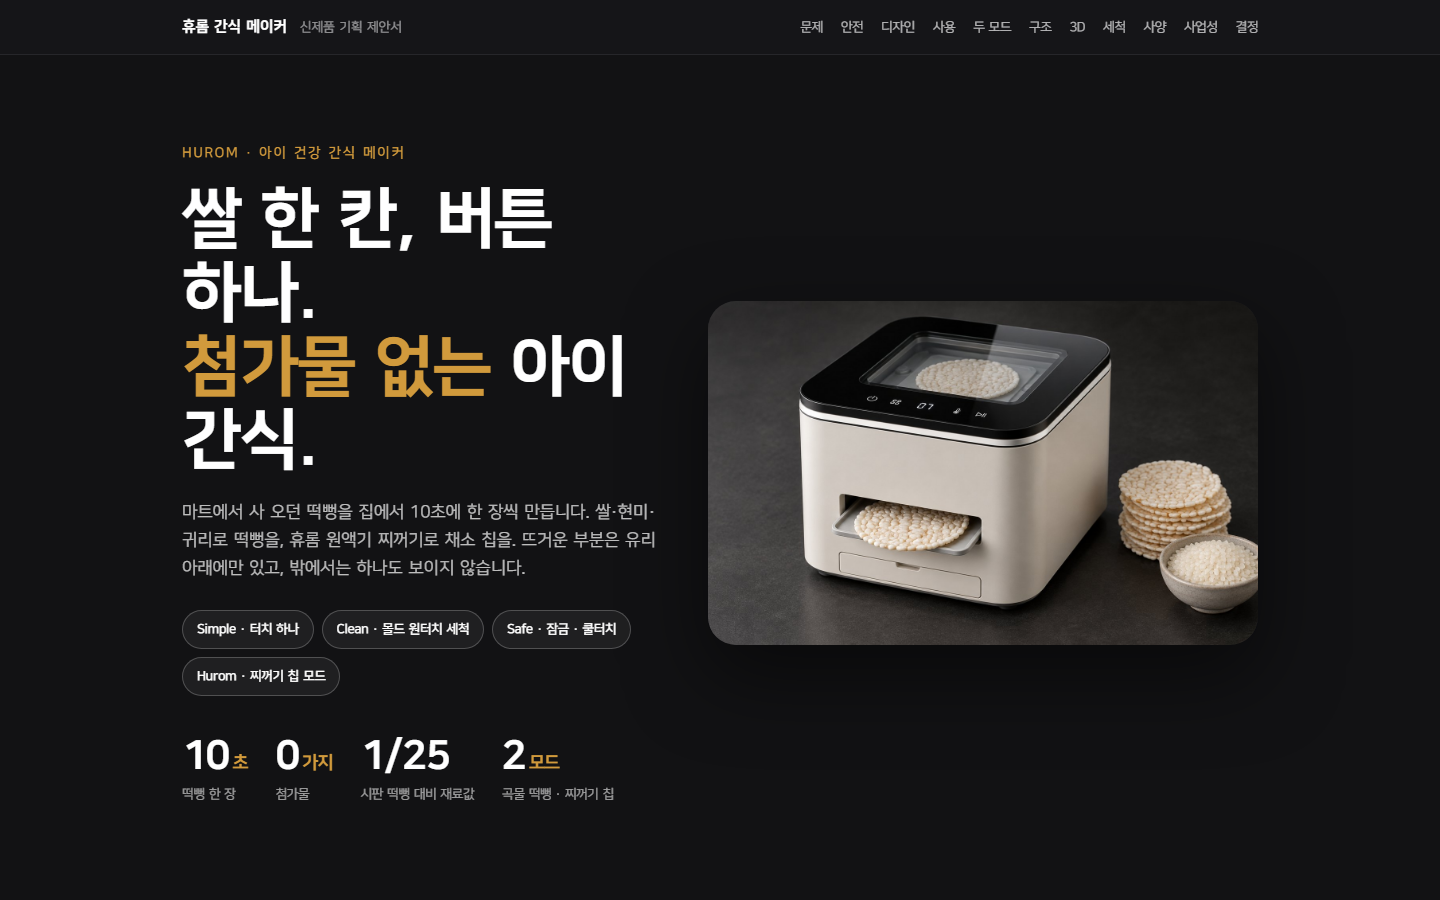 휴롬 간식 메이커 신제품 기획 제안서
문제 안전 디자인 사용 두 모드 구조 3D 세척 사양 사업성 결정
HUROM · 아이 건강 간식 메이커
쌀 한 칸, 버튼
하나.
첨가물 없는 아이
간식.
마트에서 사 오던 떡뻥을 집에서 10초에 한 장씩 만듭니다. 쌀·현미·
귀리로 떡뻥을, 휴롬 원액기 찌꺼기로 채소 칩을. 뜨거운 부분은 유리
아래에만 있고, 밖에서는 하나도 보이지 않습니다.
Simple · 터치 하나
Clean · 몰드 원터치 세척
Safe · 잠금 · 쿨터치
Hurom · 찌꺼기 칩 모드
10초 0가지 1/25 2모드
떡뻥 한 장 첨가물 시판 떡뻥 대비 재료값 곡물 떡뻥 · 찌꺼기 칩
07